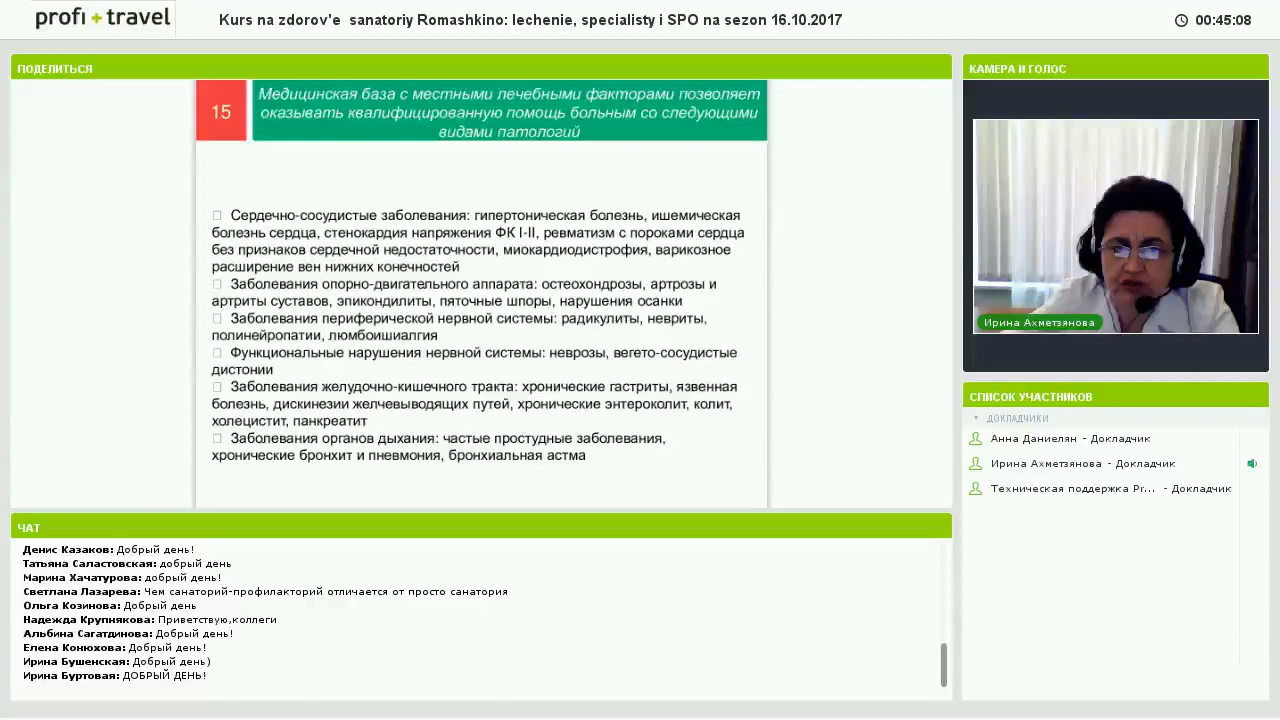 profi + travel
Kurs na zdorov'e sanatoriy Romashkino: lechenie, specialisty i SPO na sezon 16.10.2017
00:45:08
ПОДЕЛИТЬСЯ
15
Медицинская база с местными лечебными факторами позволяет
оказывать квалифицированную помощь больным со следующими
видами патологий
Сердечно-сосудистые заболевания: гипертоническая болезнь, ишемическая
болезнь сердца, стенокардия напряжения ФК I-II, ревматизм с пороками сердца
без признаков сердечной недостаточности, миокардиодистрофия, варикозное
расширение вен нижних конечностей
Заболевания опорно-двигательного аппарата: остеохондрозы, артрозы и
артриты суставов, эпикондилиты, пяточные шпоры, нарушения осанки
Заболевания периферической нервной системы: радикулиты, невриты,
полинейропатии, люмбоишиалгия
Функциональные нарушения нервной системы: неврозы, вегето-сосудистые
дистонии
Заболевания желудочно-кишечного тракта: хронические гастриты, язвенная
болезнь, дискинезии желчевыводящих путей, хронические энтероколит, колит,
холецистит, панкреатит
Заболевания органов дыхания: частые простудные заболевания,
хронические бронхит и пневмония, бронхиальная астма
КАМЕРА И ГОЛОС
Ирина Ахметзянова
СПИСОК УЧАСТНИКОВ
ДОКЛАДЧИКИ
Анна Даниелян - Докладчик
Ирина Ахметзянова - Докладчик
Техническая поддержка Pr... - Докладчик
ЧАТ
Денис Казаков: Добрый день!
Татьяна Саластовская: добрый день
Марина Хачатурова: добрый день!
Светлана Лазарева: Чем санаторий-профилакторий отличается от просто санатория
Ольга Козинова: Добрый день
Надежда Крупнякова: Приветствую,коллеги
Альбина Сагатдинова: Добрый день!
Елена Конюхова: Добрый день!
Ирина Бушенская: Добрый день)
Ирина Буртовая: ДОБРЫЙ ДЕНЬ!